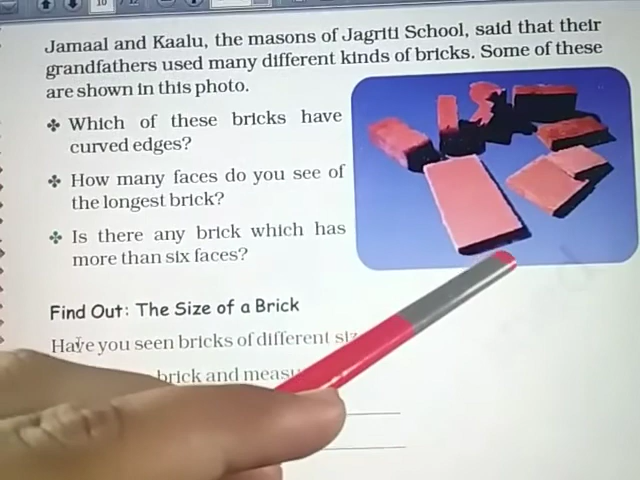 Jamaal and Kaalu, the masons of Jagriti School, said that their
grandfathers used many different kinds of bricks. Some of these
are shown in this photo.
❖ Which of these bricks have
curved edges?
❖ How many faces do you see of
the longest brick?
❖ Is there any brick which has
more than six faces?
Find Out: The Size of a Brick
Have you seen bricks of different
brick and